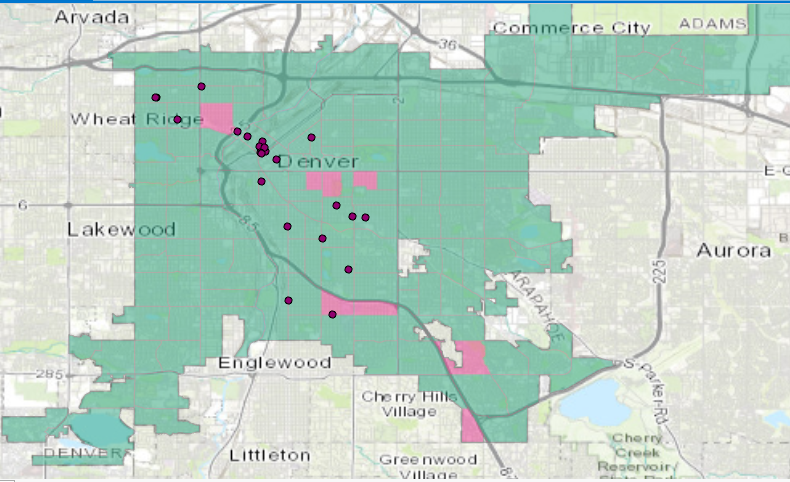 Arvada
Commerce City
ADAMS
36
2
Wheat Ridge
Denver
E-C
6
Lakewood
85
Aurora
225
ARAPAHOE
Englewood
285
S-Parker-Rd
Cherry Hills
Village
DENVER
Littleton
Greenwood
Village
Cherry
Creek
Reservoir/
State Park